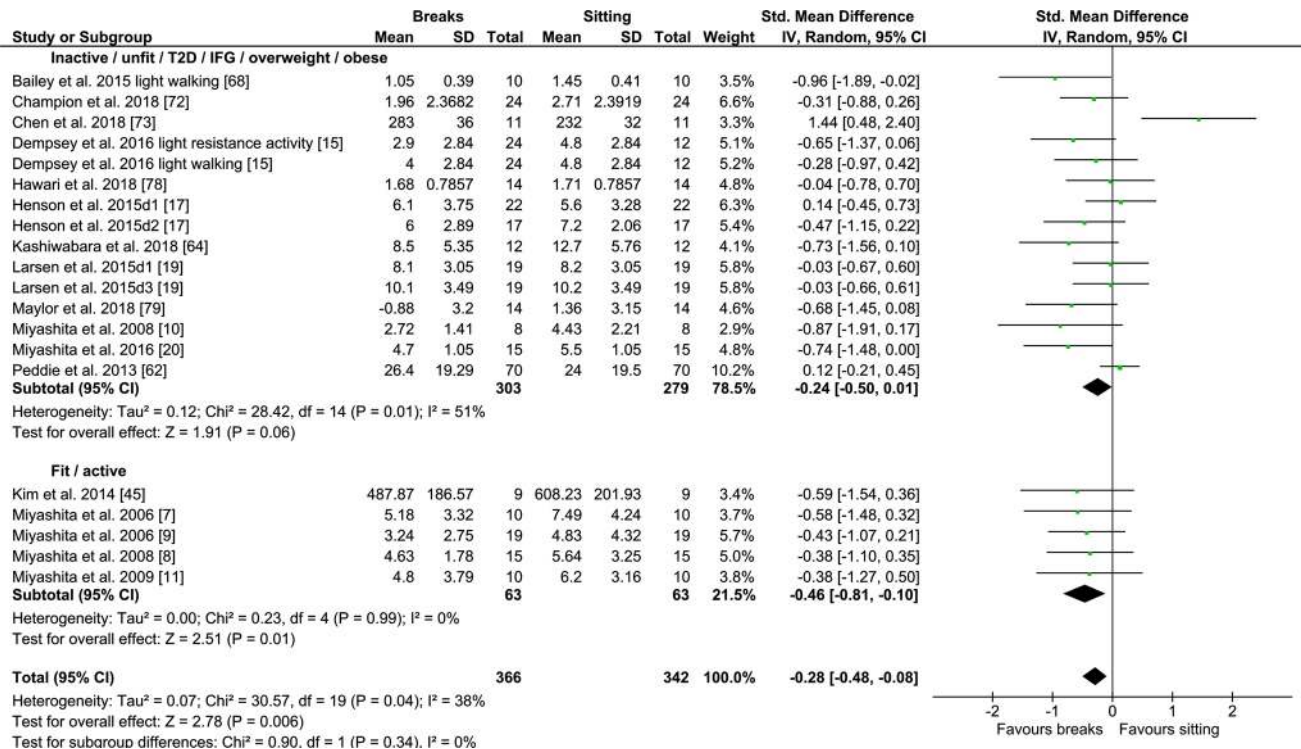 Breaks Sitting Std. Mean Difference Std. Mean Difference
Study or Subgroup Mean SD Total Mean SD Total Weight IV, Random, 95% CI IV, Random, 95% CI
Inactive / unfit / T2D / IFG / overweight / obese
Bailey et al. 2015 light walking [68] 1.05 0.39 10 1.45 0.41 10 3.5% -0.96 [-1.89, -0.02]
Champion et al. 2018 [72] 1.96 2.3682 24 2.71 2.3919 24 6.6% -0.31 [-0.88, 0.26]
Chen et al. 2018 [73] 283 36 11 232 32 11 3.3% 1.44 [0.48, 2.40]
Dempsey et al. 2016 light resistance activity [15] 2.9 2.84 24 4.8 2.84 12 5.1% -0.65 [-1.37, 0.06]
Dempsey et al. 2016 light walking [15] 4 2.84 24 4.8 2.84 12 5.2% -0.28 [-0.97, 0.42]
Hawari et al. 2018 [78] 1.68 0.7857 14 1.71 0.7857 14 4.8% -0.04 [-0.78, 0.70]
Henson et al. 2015d1 [17] 6.1 3.75 22 5.6 3.28 22 6.3% 0.14 [-0.45, 0.73]
Henson et al. 2015d2 [17] 6 2.89 17 7.2 2.06 17 5.4% -0.47 [-1.15, 0.22]
Kashiwabara et al. 2018 [64] 8.5 5.35 12 12.7 5.76 12 4.1% -0.73 [-1.56, 0.10]
Larsen et al. 2015d1 [19] 8.1 3.05 19 8.2 3.05 19 5.8% -0.03 [-0.67, 0.60]
Larsen et al. 2015d3 [19] 10.1 3.49 19 10.2 3.49 19 5.8% -0.03 [-0.66, 0.61]
Maylor et al. 2018 [79] -0.88 3.2 14 1.36 3.15 14 4.6% -0.68 [-1.45, 0.08]
Miyashita et al. 2008 [10] 2.72 1.41 8 4.43 2.21 8 2.9% -0.87 [-1.91, 0.17]
Miyashita et al. 2016 [20] 4.7 1.05 15 5.5 1.05 15 4.8% -0.74 [-1.48, 0.00]
Peddie et al. 2013 [62] 26.4 19.29 70 24 19.5 70 10.2% 0.12 [-0.21, 0.45]
Subtotal (95% CI) 303 279 78.5% -0.24 [-0.50, 0.01]
Heterogeneity: Tau² = 0.12; Chi² = 28.42, df = 14 (P = 0.01); I² = 51%
Test for overall effect: Z = 1.91 (P = 0.06)
Fit / active
Kim et al. 2014 [45] 487.87 186.57 9 608.23 201.93 9 3.4% -0.59 [-1.54, 0.36]
Miyashita et al. 2006 [7] 5.18 3.32 10 7.49 4.24 10 3.7% -0.58 [-1.48, 0.32]
Miyashita et al. 2006 [9] 3.24 2.75 19 4.83 4.32 19 5.7% -0.43 [-1.07, 0.21]
Miyashita et al. 2008 [8] 4.63 1.78 15 5.64 3.25 15 5.0% -0.38 [-1.10, 0.35]
Miyashita et al. 2009 [11] 4.8 3.79 10 6.2 3.16 10 3.8% -0.38 [-1.27, 0.50]
Subtotal (95% CI) 63 63 21.5% -0.46 [-0.81, -0.10]
Heterogeneity: Tau² = 0.00; Chi² = 0.23, df = 4 (P = 0.99); I² = 0%
Test for overall effect: Z = 2.51 (P = 0.01)
Total (95% CI) 366 342 100.0% -0.28 [-0.48, -0.08]
Heterogeneity: Tau² = 0.07; Chi² = 30.57, df = 19 (P = 0.04); I² = 38%
Test for overall effect: Z = 2.78 (P = 0.006)
Test for subgroup differences: Chi² = 0.90, df = 1 (P = 0.34), I² = 0%
-2 -1 0 1 2
Favours breaks Favours sitting